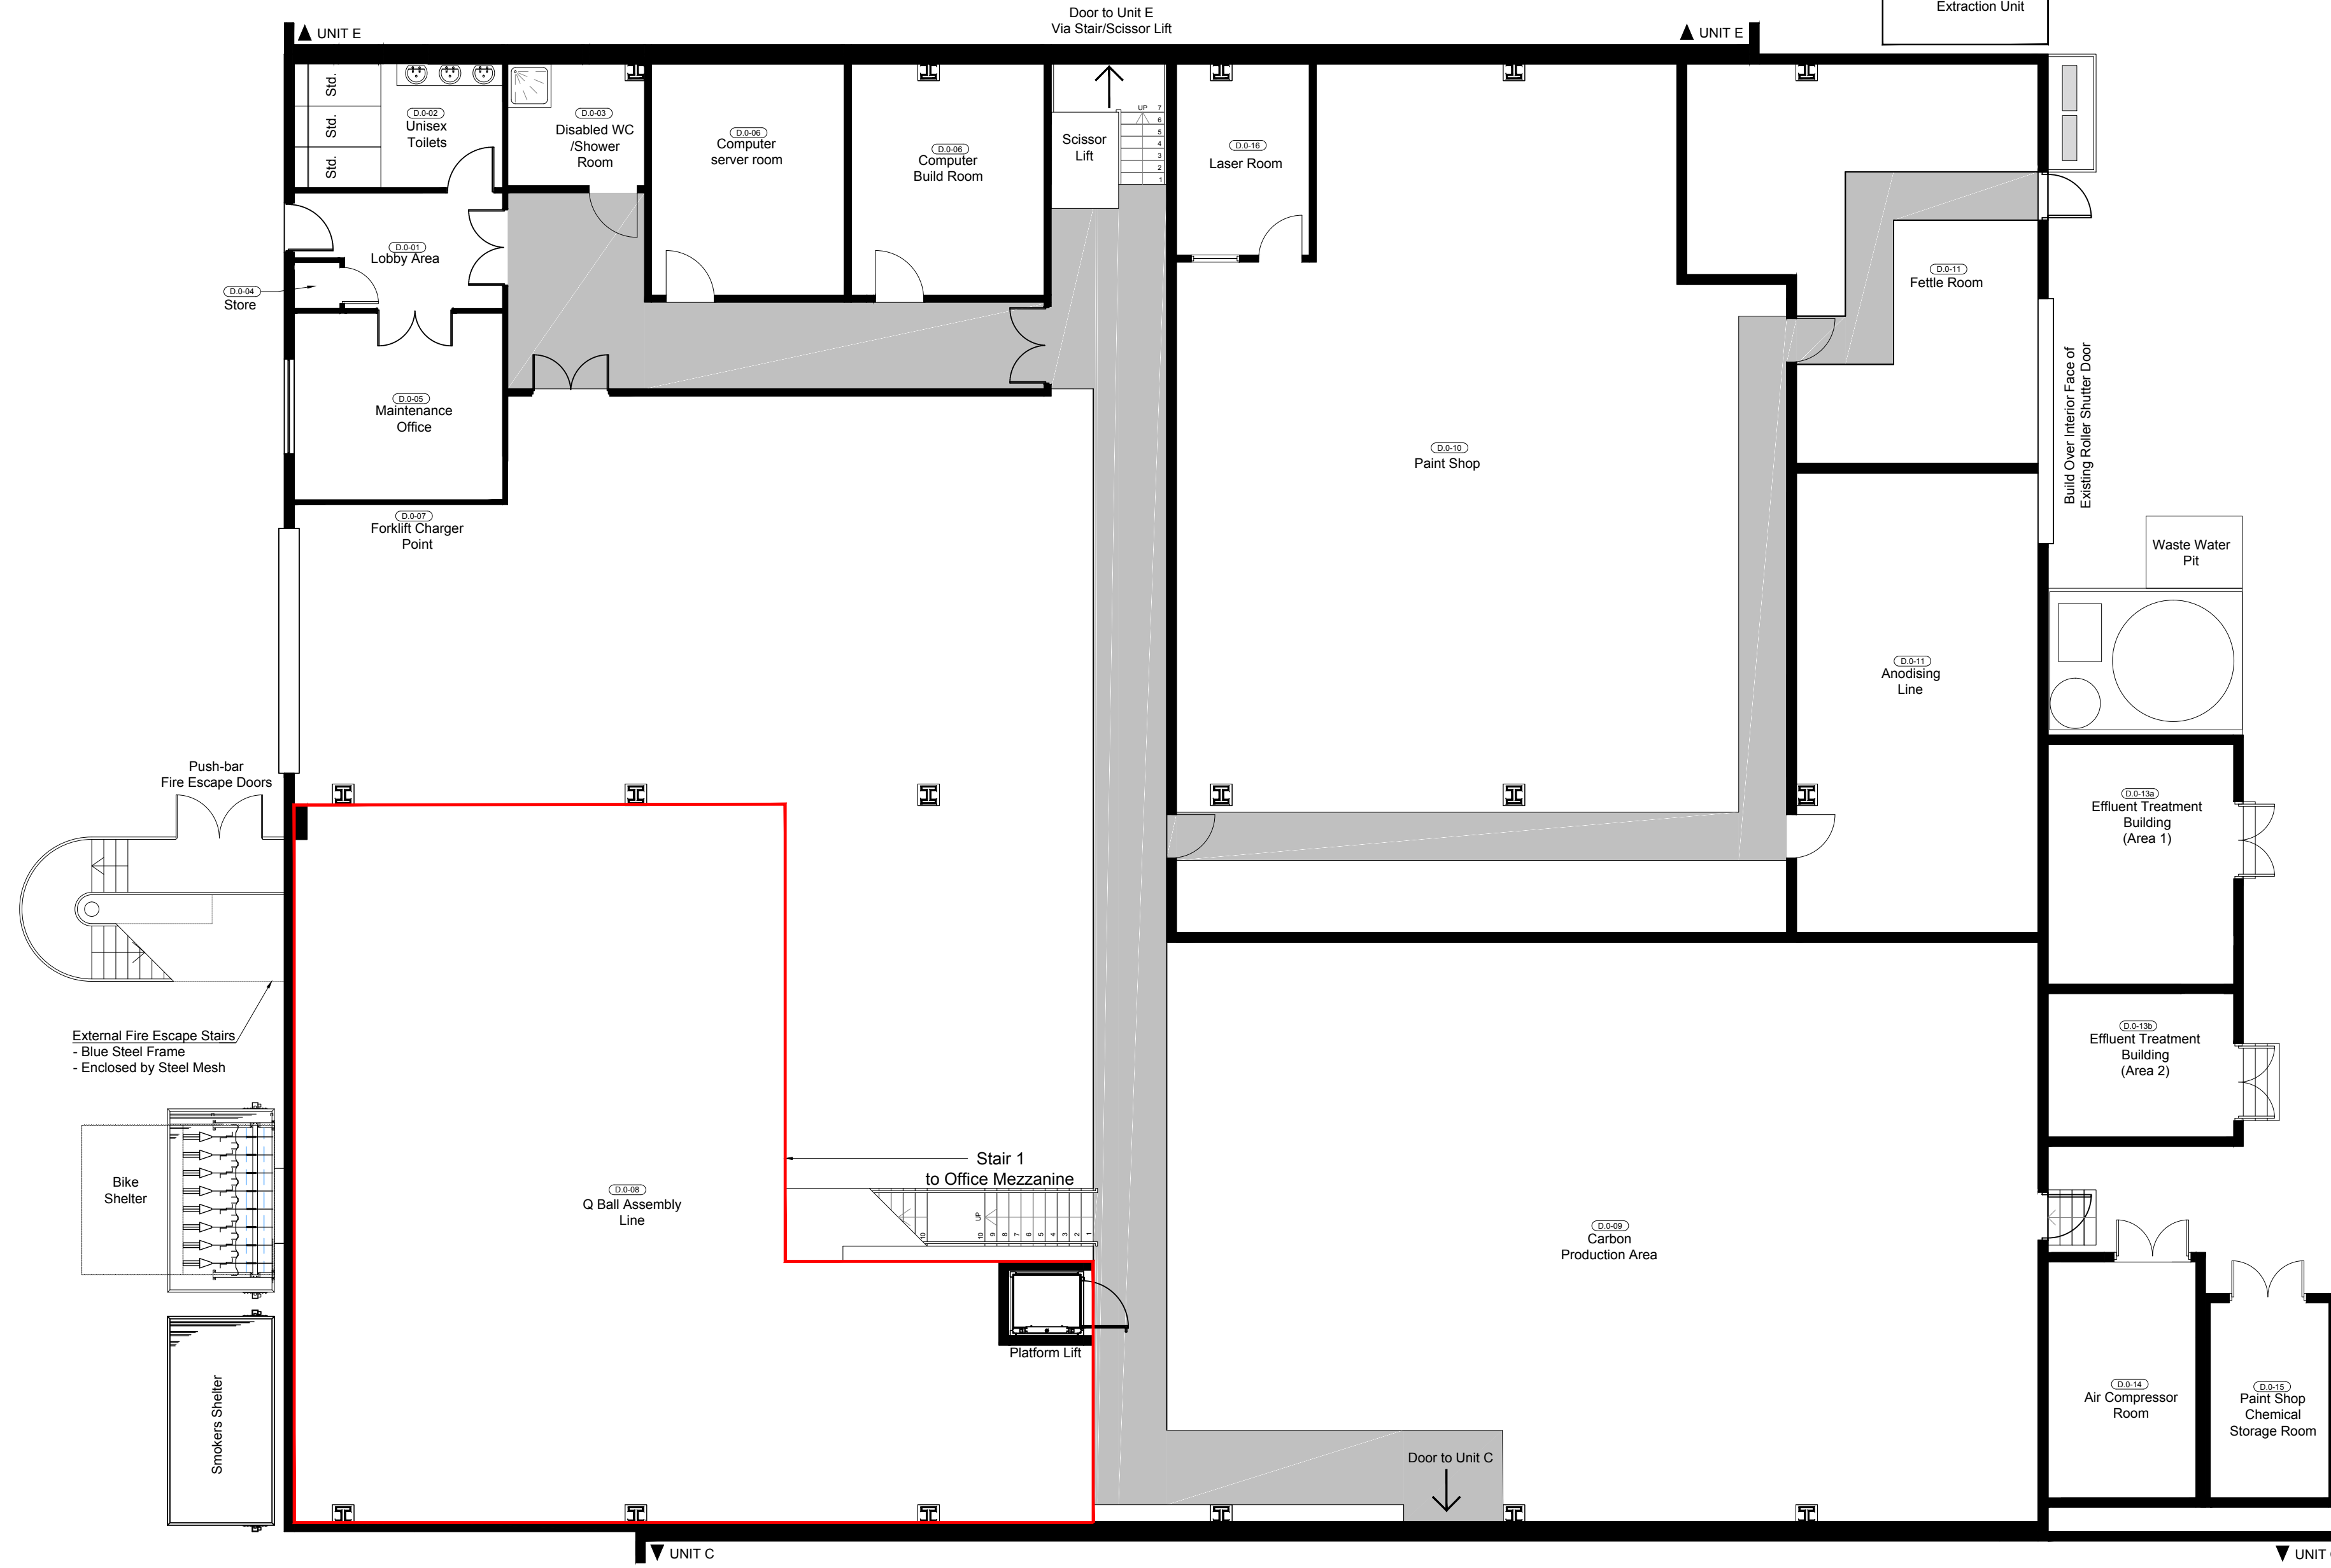 Extraction Unit
Door to Unit E
Via Stair/Scissor Lift
UNIT E
UNIT E
Std.
Std.
Std.
D.0-02
Unisex
Toilets
D.0-03
Disabled WC
/Shower
Room
D.0-06
Computer
server room
D.0-06
Computer
Build Room
Scissor
Lift
UP 7
6
5
4
3
2
1
D.0-16
Laser Room
D.0-01
Lobby Area
D.0-04
Store
D.0-11
Fettle Room
Build Over Interior Face of
Existing Roller Shutter Door
D.0-05
Maintenance
Office
D.0-10
Paint Shop
D.0-07
Forklift Charger
Point
Waste Water
Pit
D.0-11
Anodising
Line
Push-bar
Fire Escape Doors
D.0-13a
Effluent Treatment
Building
(Area 1)
External Fire Escape Stairs
- Blue Steel Frame
- Enclosed by Steel Mesh
D.0-13b
Effluent Treatment
Building
(Area 2)
Stair 1
to Office Mezzanine
Bike
Shelter
D.0-08
Q Ball Assembly
Line
10
UP
10 9 8 7 6 5 4 3 2 1
D.0-09
Carbon
Production Area
Platform Lift
Smokers Shelter
D.0-14
Air Compressor
Room
D.0-15
Paint Shop
Chemical
Storage Room
Door to Unit C
UNIT C
UNIT